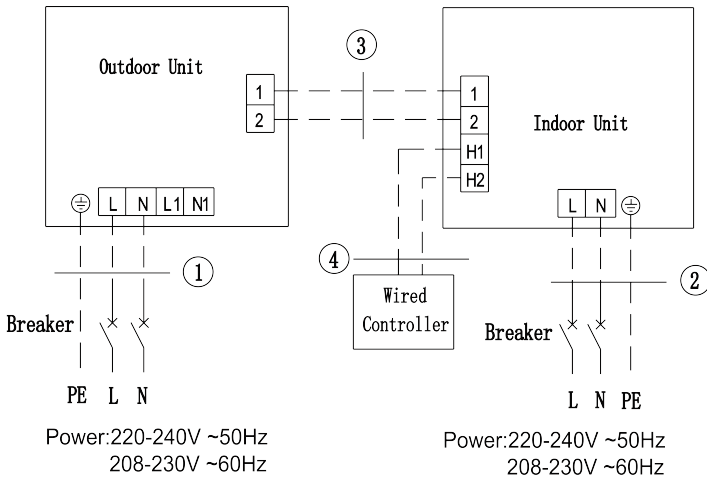 Outdoor Unit
1
2
L N L1 N1
3
1
2
H1
H2
Indoor Unit
L N
1
Breaker
PE L N
Power:220-240V ~50Hz
208-230V ~60Hz
4
Wired
Controller
2
Breaker
L N PE
Power:220-240V ~50Hz
208-230V ~60Hz